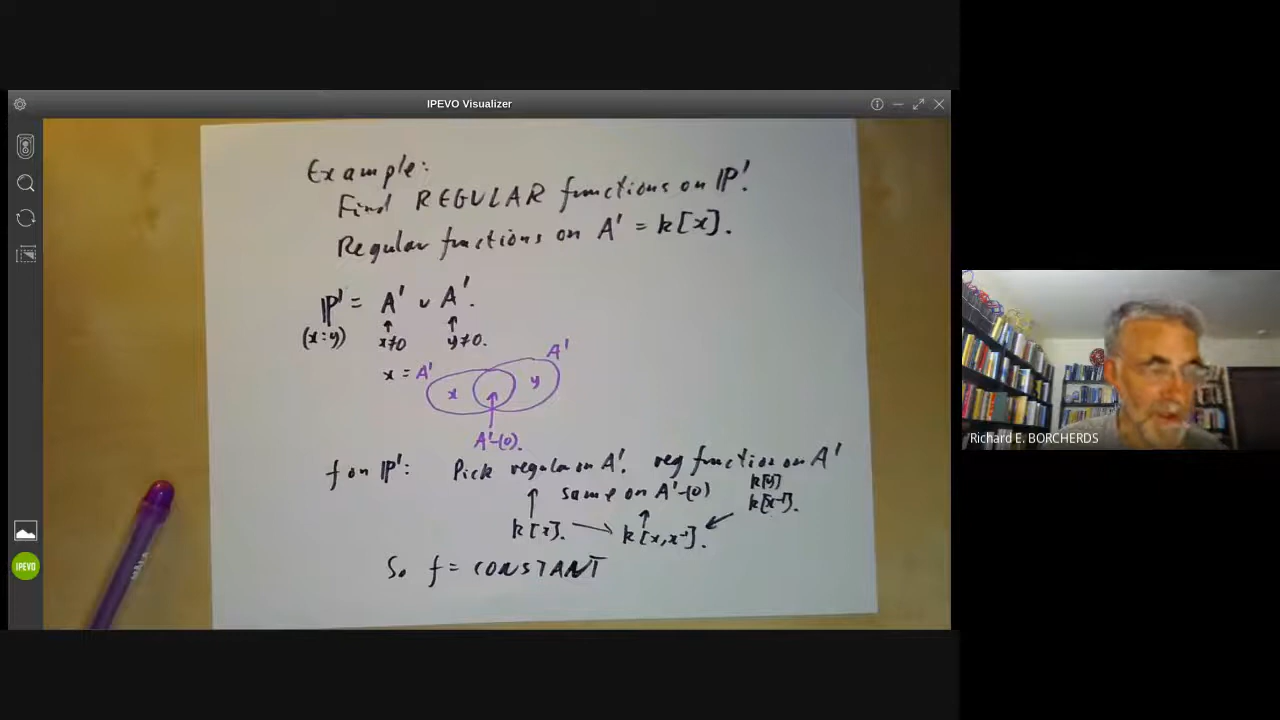 IPEVO Visualizer
Example:
Find REGULAR functions on P¹.
Regular functions on A¹ = k[x].
P¹ = A¹ ∪ A¹.
(x:y) ↑ ↑
x≠0 y≠0.
x = A¹ A¹
x y
A¹-(0).
f on P¹: Pick regular on A¹. reg function on A¹
↑ same on A¹-(0) k[y]
↑ k[x⁻¹].
k[x]. → k[x,x⁻¹]. ←
So f = CONSTANT
IPEVO
Richard E. BORCHERDS